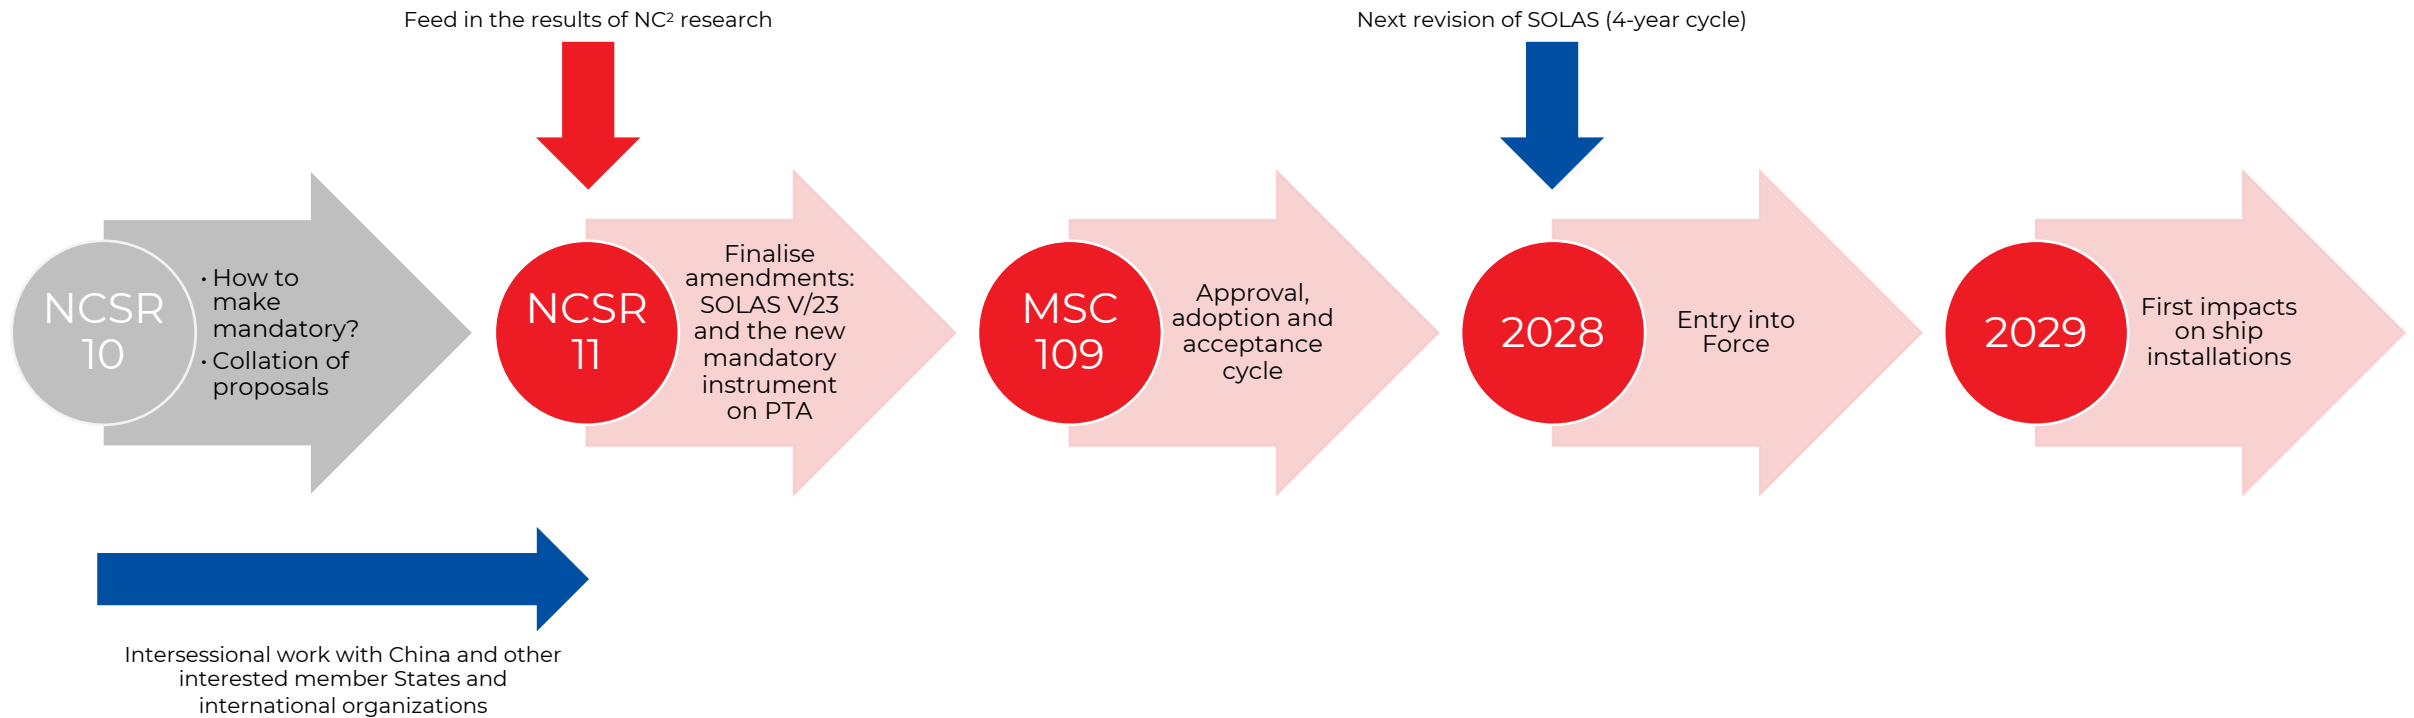 Feed in the results of NC² research
Next revision of SOLAS (4-year cycle)
NCSR
10
• How to
make
mandatory?
• Collation of
proposals
NCSR
11
Finalise
amendments:
SOLAS V/23
and the new
mandatory
instrument
on PTA
MSC
109
Approval,
adoption and
acceptance
cycle
2028
Entry into
Force
2029
First impacts
on ship
installations
Intersessional work with China and other
interested member States and
international organizations